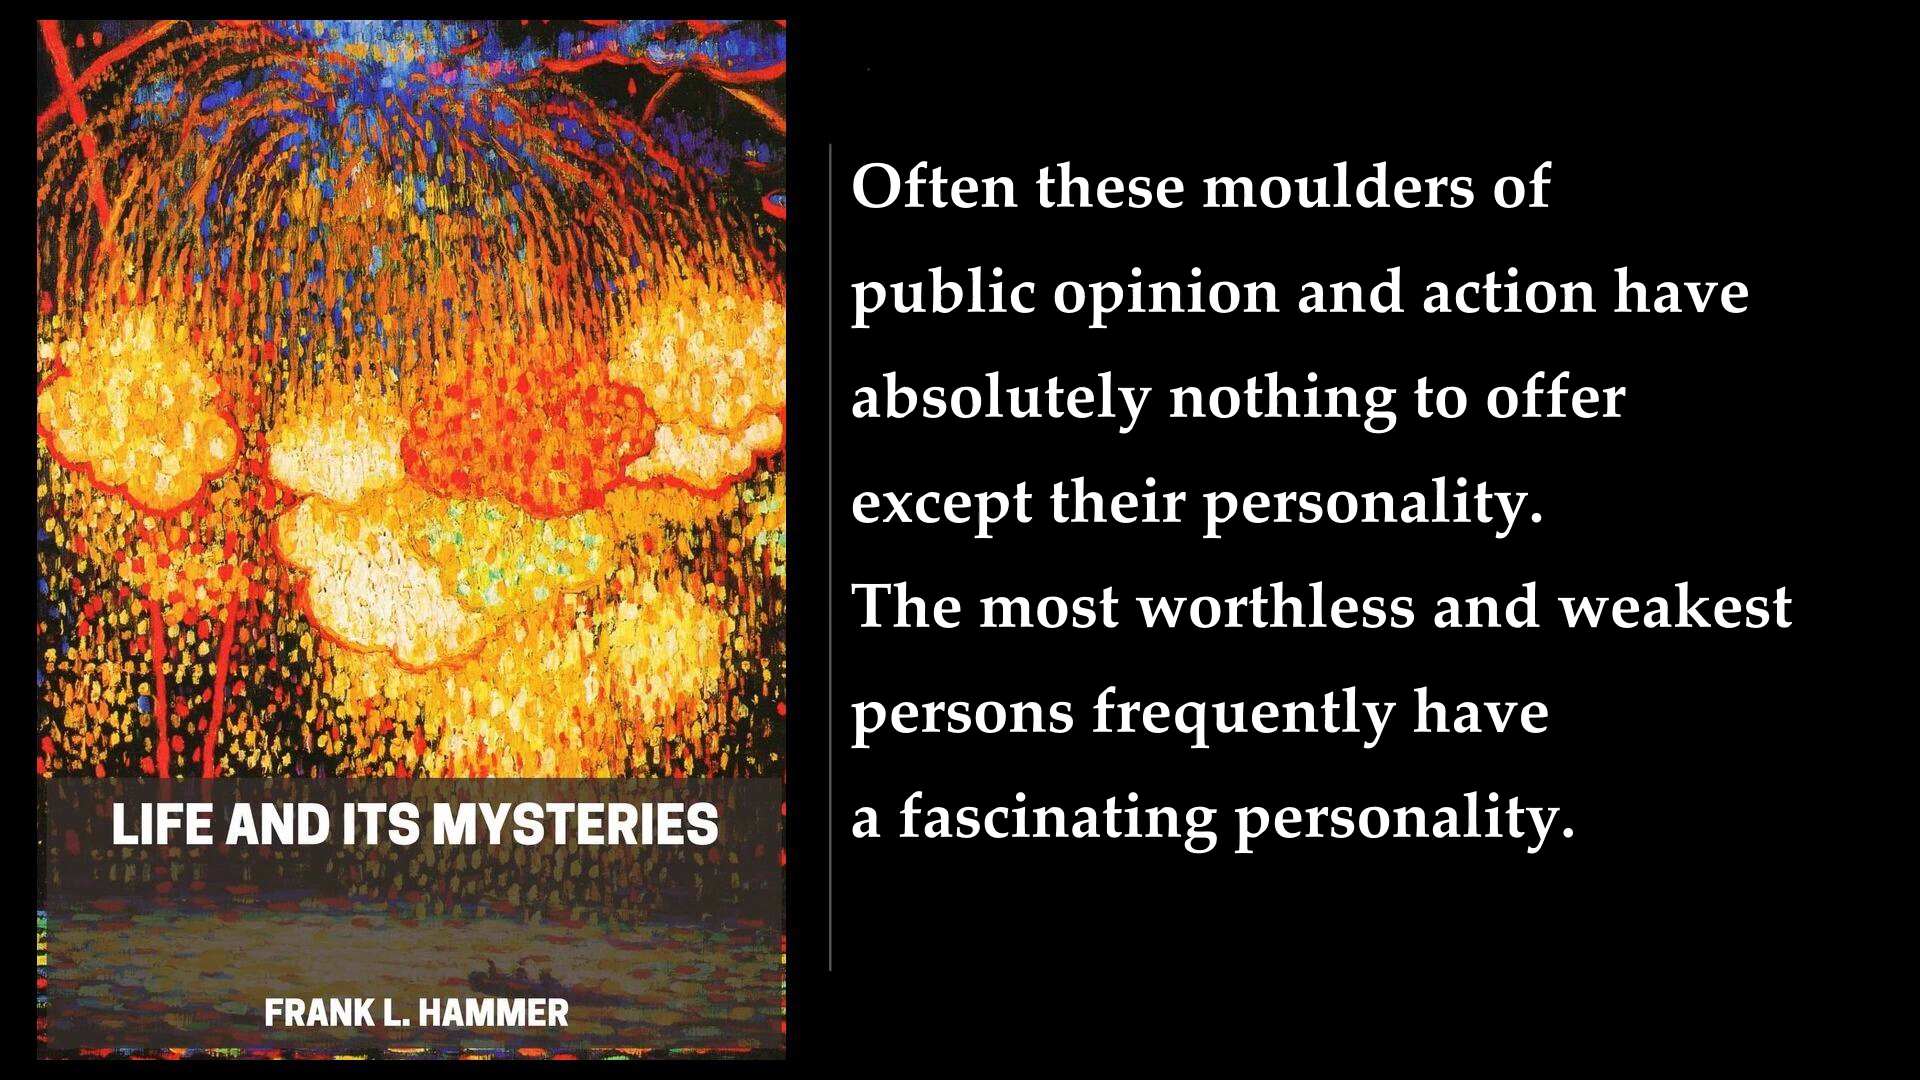 LIFE AND ITS MYSTERIES
FRANK L. HAMMER
Often these moulders of
public opinion and action have
absolutely nothing to offer
except their personality.
The most worthless and weakest
persons frequently have
a fascinating personality.